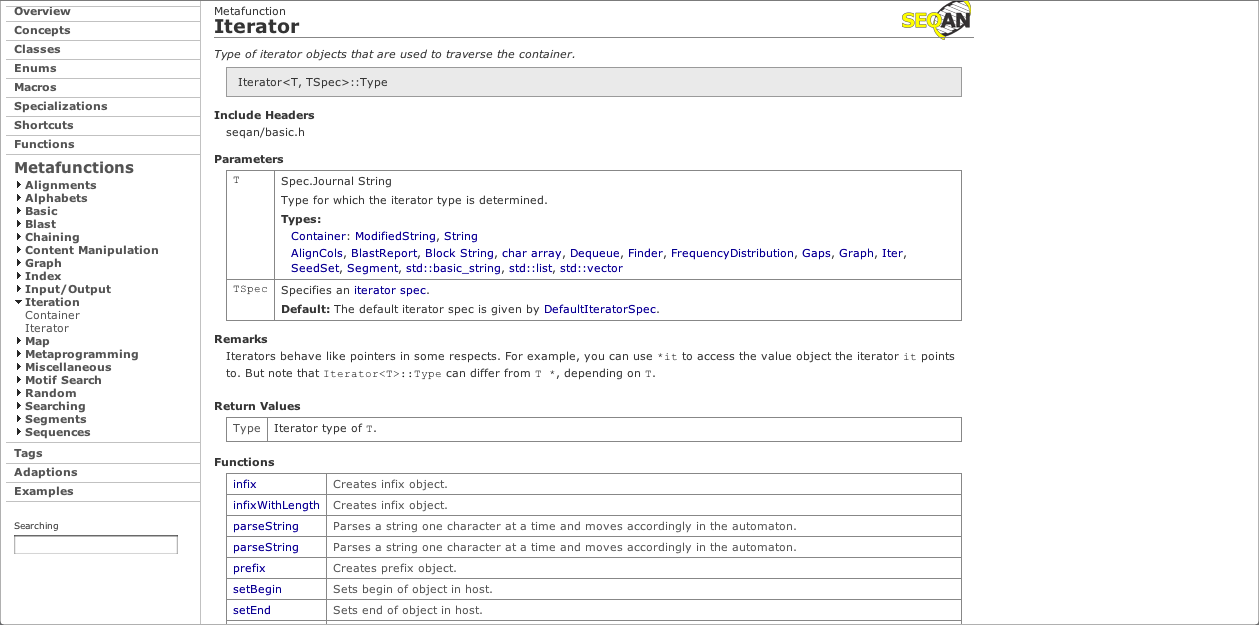 Overview
Concepts
Classes
Enums
Macros
Specializations
Shortcuts
Functions
Metafunctions
Alignments
Alphabets
Basic
Blast
Chaining
Content Manipulation
Graph
Index
Input/Output
Iteration
Container
Iterator
Map
Metaprogramming
Miscellaneous
Motif Search
Random
Searching
Segments
Sequences
Tags
Adaptions
Examples
Searching
Metafunction
Iterator
SEQAN
Type of iterator objects that are used to traverse the container.
Iterator<T, TSpec>::Type
Include Headers
seqan/basic.h
Parameters
T
Spec.Journal String
Type for which the iterator type is determined.
Types:
Container: ModifiedString, String
AlignCols, BlastReport, Block String, char array, Dequeue, Finder, FrequencyDistribution, Gaps, Graph, Iter,
SeedSet, Segment, std::basic_string, std::list, std::vector
TSpec Specifies an iterator spec.
Default: The default iterator spec is given by DefaultIteratorSpec.
Remarks
Iterators behave like pointers in some respects. For example, you can use *it to access the value object the iterator it points
to. But note that Iterator<T>::Type can differ from T *, depending on T.
Return Values
Type Iterator type of T.
Functions
infix Creates infix object.
infixWithLength Creates infix object.
parseString Parses a string one character at a time and moves accordingly in the automaton.
parseString Parses a string one character at a time and moves accordingly in the automaton.
prefix Creates prefix object.
setBegin Sets begin of object in host.
setEnd Sets end of object in host.